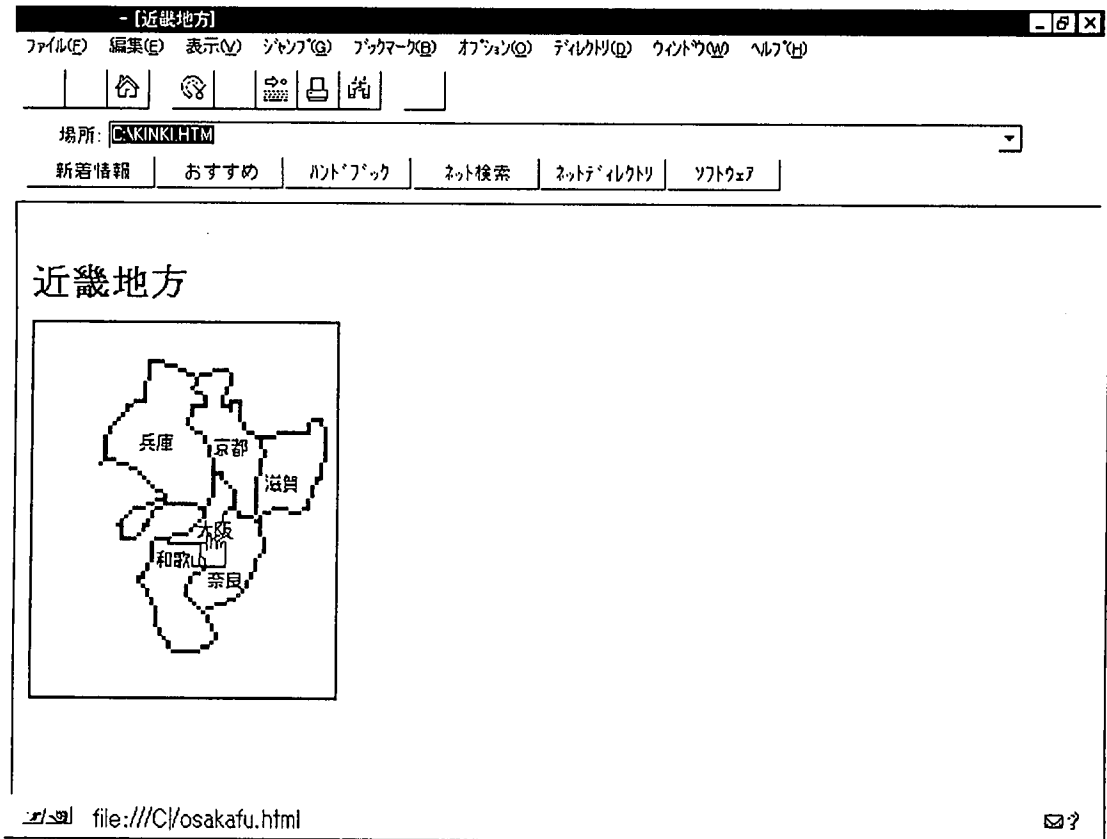 - [近畿地方]
ﾌｧｲﾙ(F) 編集(E) 表示(V) ｼﾞｬﾝﾌﾟ(G) ﾌﾞｯｸﾏｰｸ(B) ｵﾌﾟｼｮﾝ(O) ﾃﾞｨﾚｸﾄﾘ(D) ｳｨﾝﾄﾞｳ(W) ﾍﾙﾌﾟ(H)
場所: C:\KINKI.HTM
新着情報 おすすめ ﾊﾝﾄﾞﾌﾞｯｸ ﾈｯﾄ検索 ﾈｯﾄﾃﾞｨﾚｸﾄﾘ ｿﾌﾄｳｪｱ
近畿地方
兵庫 京都
滋賀
大阪
和歌山
奈良
file:///C|/osakafu.html